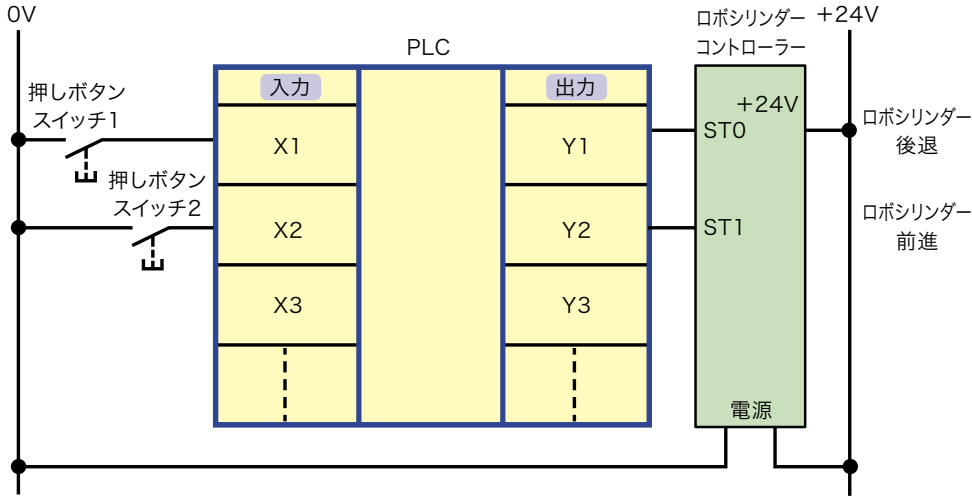 0V
ロボシリンダー
コントローラー
+24V
PLC
入力
出力
押しボタン
スイッチ1
X1
Y1
+24V
ST0
ロボシリンダー
後退
押しボタン
スイッチ2
X2
Y2
ST1
ロボシリンダー
前進
X3
Y3
電源